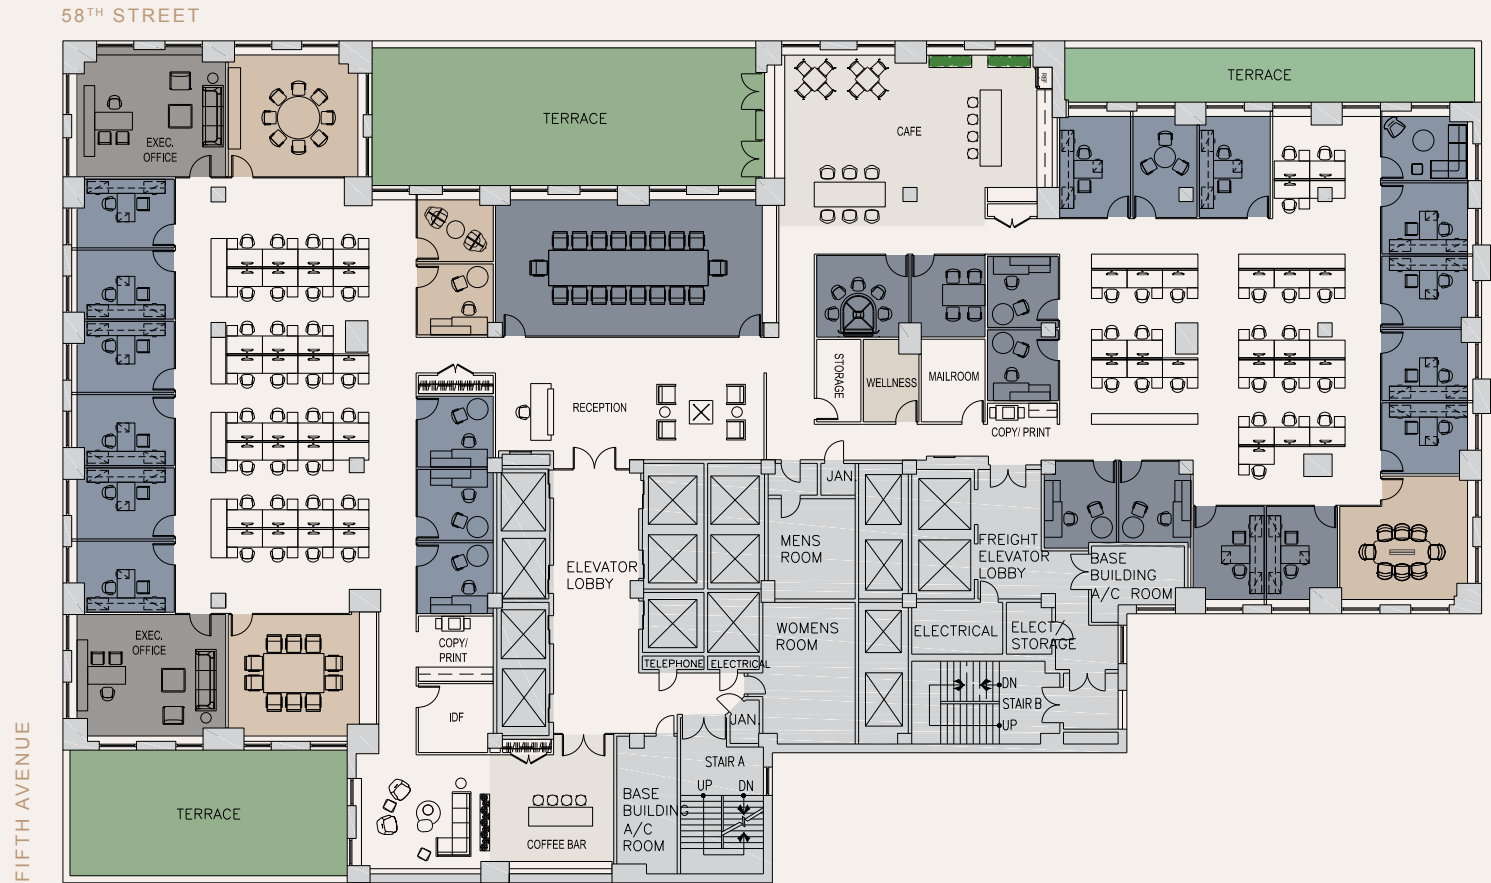 58TH STREET
TERRACE
TERRACE
EXEC.
OFFICE
CAFE
REF
RECEPTION
STORAGE
WELLNESS
MAILROOM
COPY/ PRINT
JAN.
MENS
ROOM
FREIGHT
ELEVATOR
LOBBY
BASE
BUILDING
A/C ROOM
ELEVATOR
LOBBY
WOMENS
ROOM
ELECTRICAL
ELECT/
STORAGE
EXEC.
OFFICE
COPY/
PRINT
TELEPHONE
ELECTRICAL
DN
STAIR B
UP
IDF
JAN.
STAIR A
UP
DN
TERRACE
BASE
BUILDING
A/C
ROOM
COFFEE BAR
FIFTH AVENUE